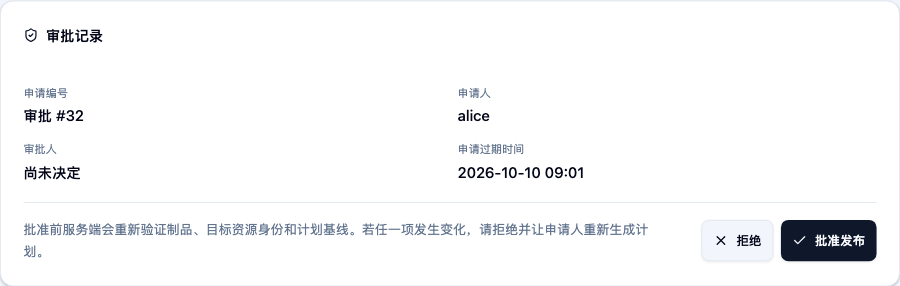 审批记录
申请编号
申请人
审批 #32
alice
审批人
申请过期时间
尚未决定
2026-10-10 09:01
批准前服务端会重新验证制品、目标资源身份和计划基线。若任一项发生变化，请拒绝并让申请人重新生成计
划。
拒绝
批准发布